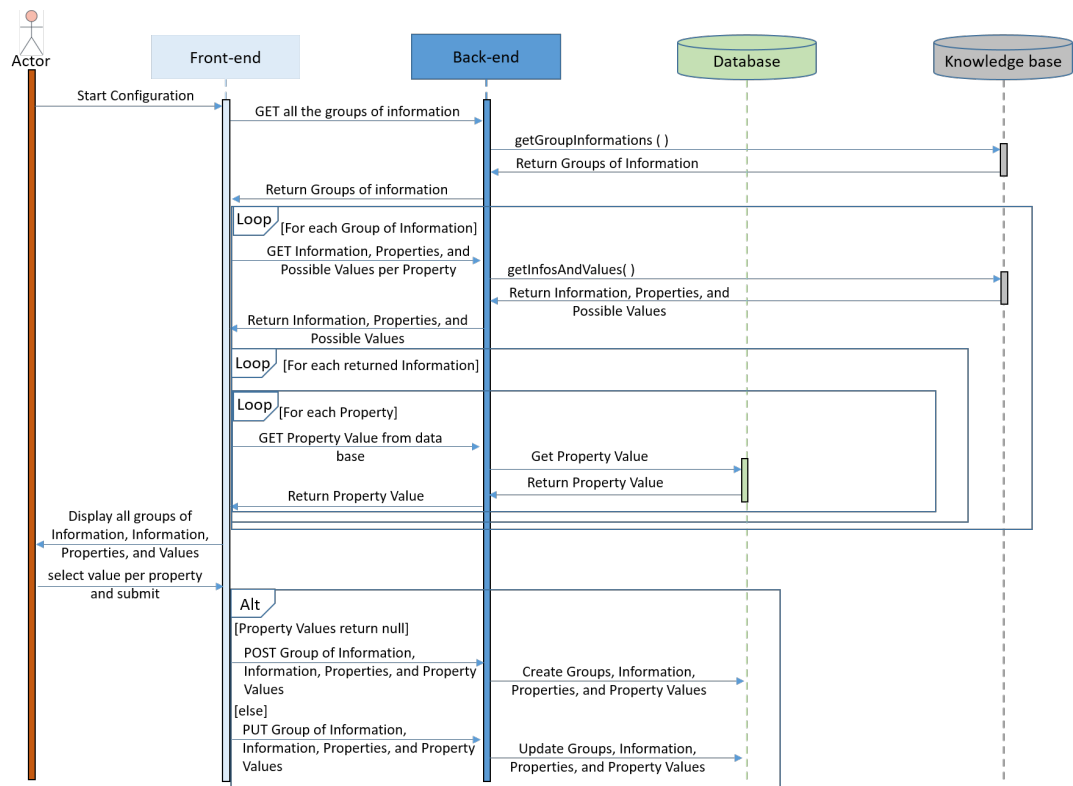 Actor
Front-end
Back-end
Database
Knowledge base
Start Configuration
GET all the groups of information
getGroupInformations ( )
Return Groups of Information
Return Groups of information
Loop
[For each Group of Information]
GET Information, Properties, and
Possible Values per Property
getInfosAndValues( )
Return Information, Properties, and
Possible Values
Return Information, Properties, and
Possible Values
Loop
[For each returned Information]
Loop
[For each Property]
GET Property Value from data
base
Get Property Value
Return Property Value
Return Property Value
Display all groups of
Information, Information,
Properties, and Values
select value per property
and submit
Alt
[Property Values return null]
POST Group of Information,
Information, Properties, and Property
Values
Create Groups, Information,
Properties, and Property Values
[else]
PUT Group of Information,
Information, Properties, and Property
Values
Update Groups, Information,
Properties, and Property Values